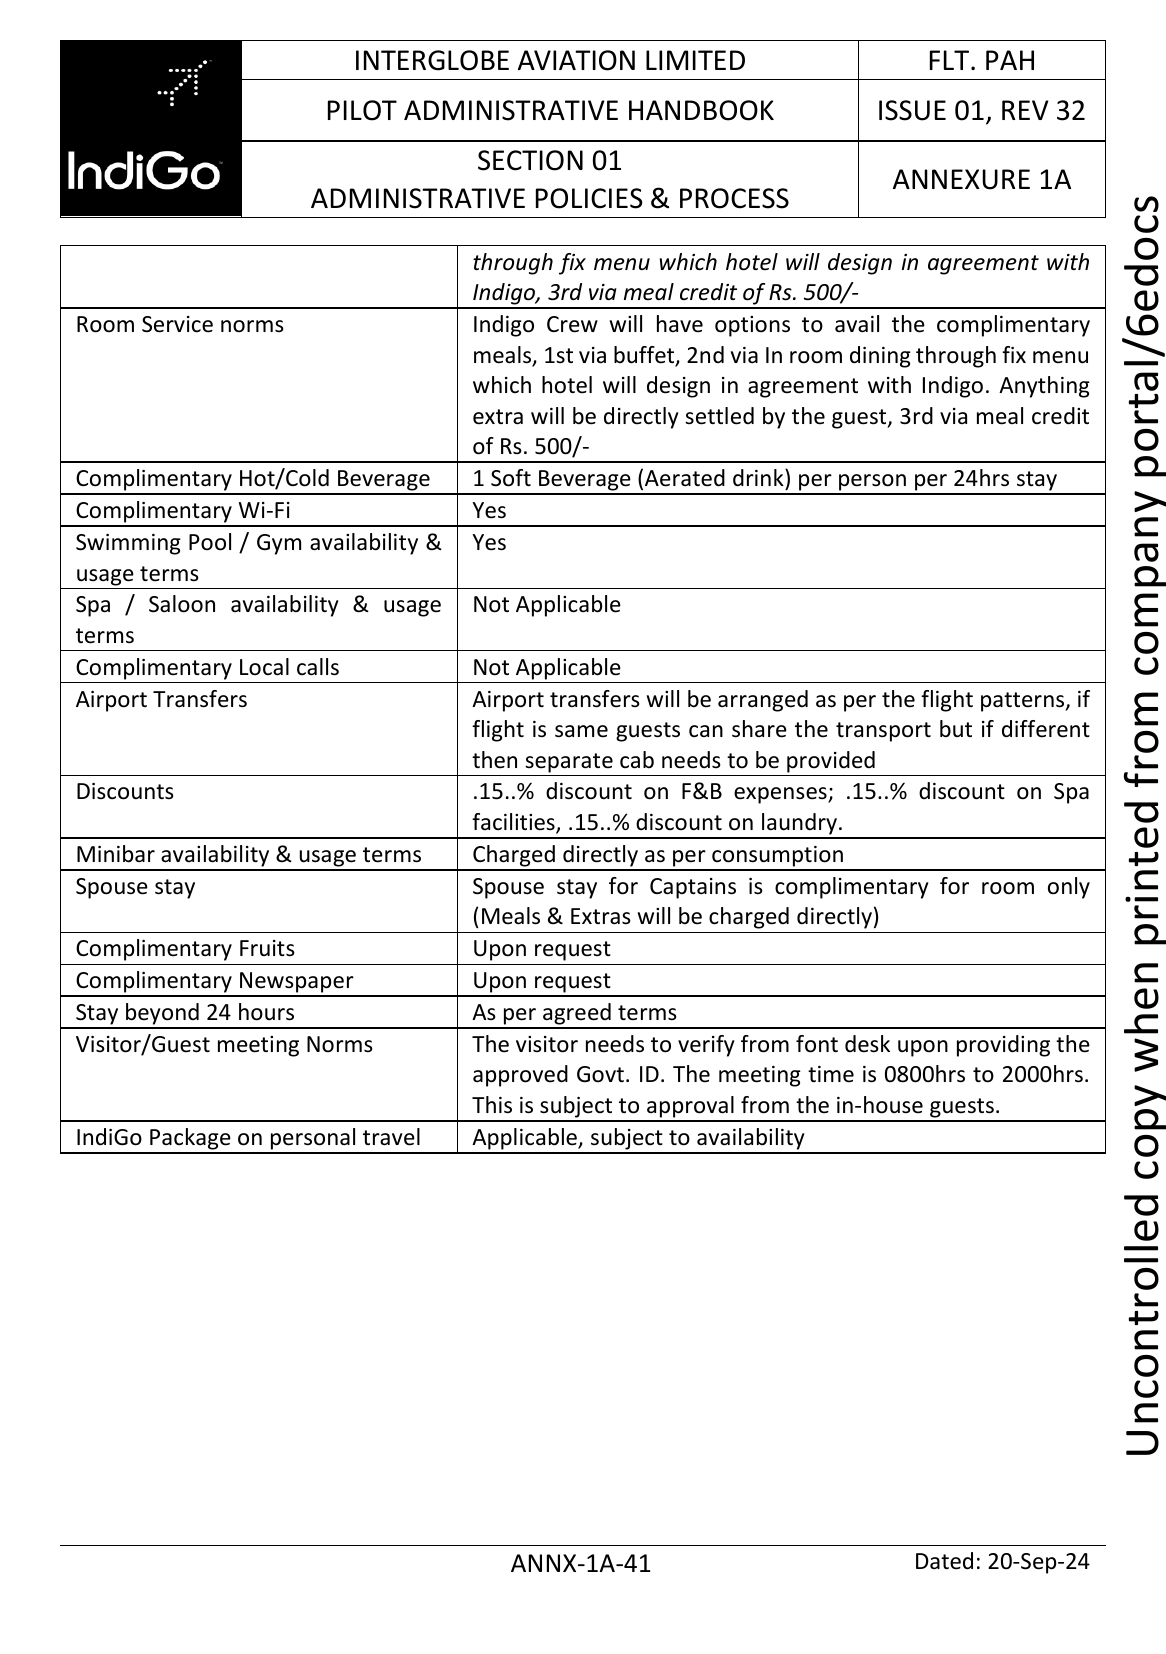 IndiGo
INTERGLOBE AVIATION LIMITED
FLT. PAH
PILOT ADMINISTRATIVE HANDBOOK
ISSUE 01, REV 32
SECTION 01
ADMINISTRATIVE POLICIES & PROCESS
ANNEXURE 1A
through fix menu which hotel will design in agreement with
Indigo, 3rd via meal credit of Rs. 500/-
Room Service norms
Indigo Crew will have options to avail the complimentary
meals, 1st via buffet, 2nd via In room dining through fix menu
which hotel will design in agreement with Indigo. Anything
extra will be directly settled by the guest, 3rd via meal credit
of Rs. 500/-
Complimentary Hot/Cold Beverage
1 Soft Beverage (Aerated drink) per person per 24hrs stay
Complimentary Wi-Fi
Yes
Swimming Pool / Gym availability &
usage terms
Yes
Spa / Saloon availability & usage
terms
Not Applicable
Complimentary Local calls
Not Applicable
Airport Transfers
Airport transfers will be arranged as per the flight patterns, if
flight is same guests can share the transport but if different
then separate cab needs to be provided
Discounts
.15..% discount on F&B expenses; .15..% discount on Spa
facilities, .15..% discount on laundry.
Minibar availability & usage terms
Charged directly as per consumption
Spouse stay
Spouse stay for Captains is complimentary for room only
(Meals & Extras will be charged directly)
Complimentary Fruits
Upon request
Complimentary Newspaper
Upon request
Stay beyond 24 hours
As per agreed terms
Visitor/Guest meeting Norms
The visitor needs to verify from font desk upon providing the
approved Govt. ID. The meeting time is 0800hrs to 2000hrs.
This is subject to approval from the in-house guests.
IndiGo Package on personal travel
Applicable, subject to availability
ANNX-1A-41
Dated: 20-Sep-24
Uncontrolled copy when printed from company portal/6edocs